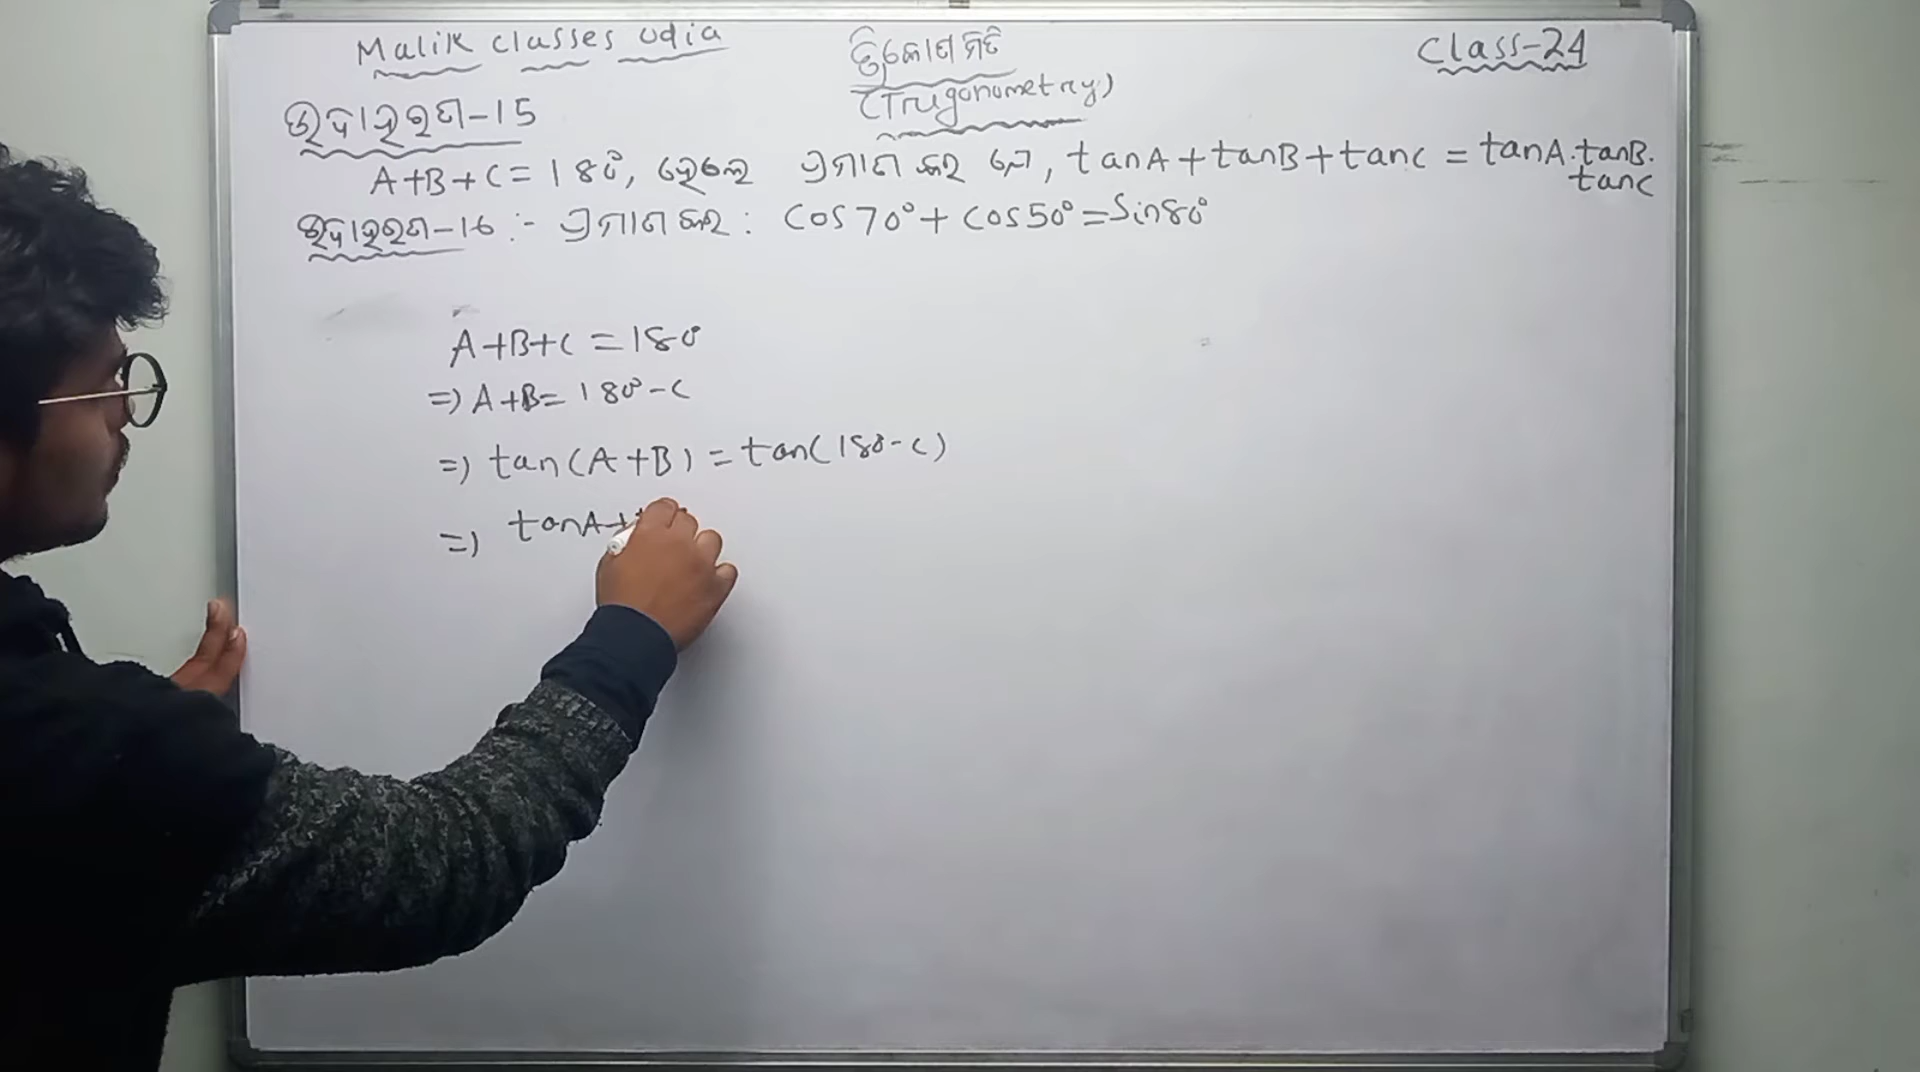 Malik classes odia
ତ୍ରିକୋଣମିତି
(Trigonometry)
Class-24
ଉଦାହରଣ-15
A+B+C=180°, ହେଲେ ପ୍ରମାଣ କର ଯେ, tanA+tanB+tanC = tanA.tanB.
tanC
ଉଦାହରଣ-16 :- ପ୍ରମାଣ କର : Cos70°+ Cos50°=Sin80°
A+B+C =180°
=) A+B= 180°-C
=) tan(A+B) =tan(180-C)
=) tanA+